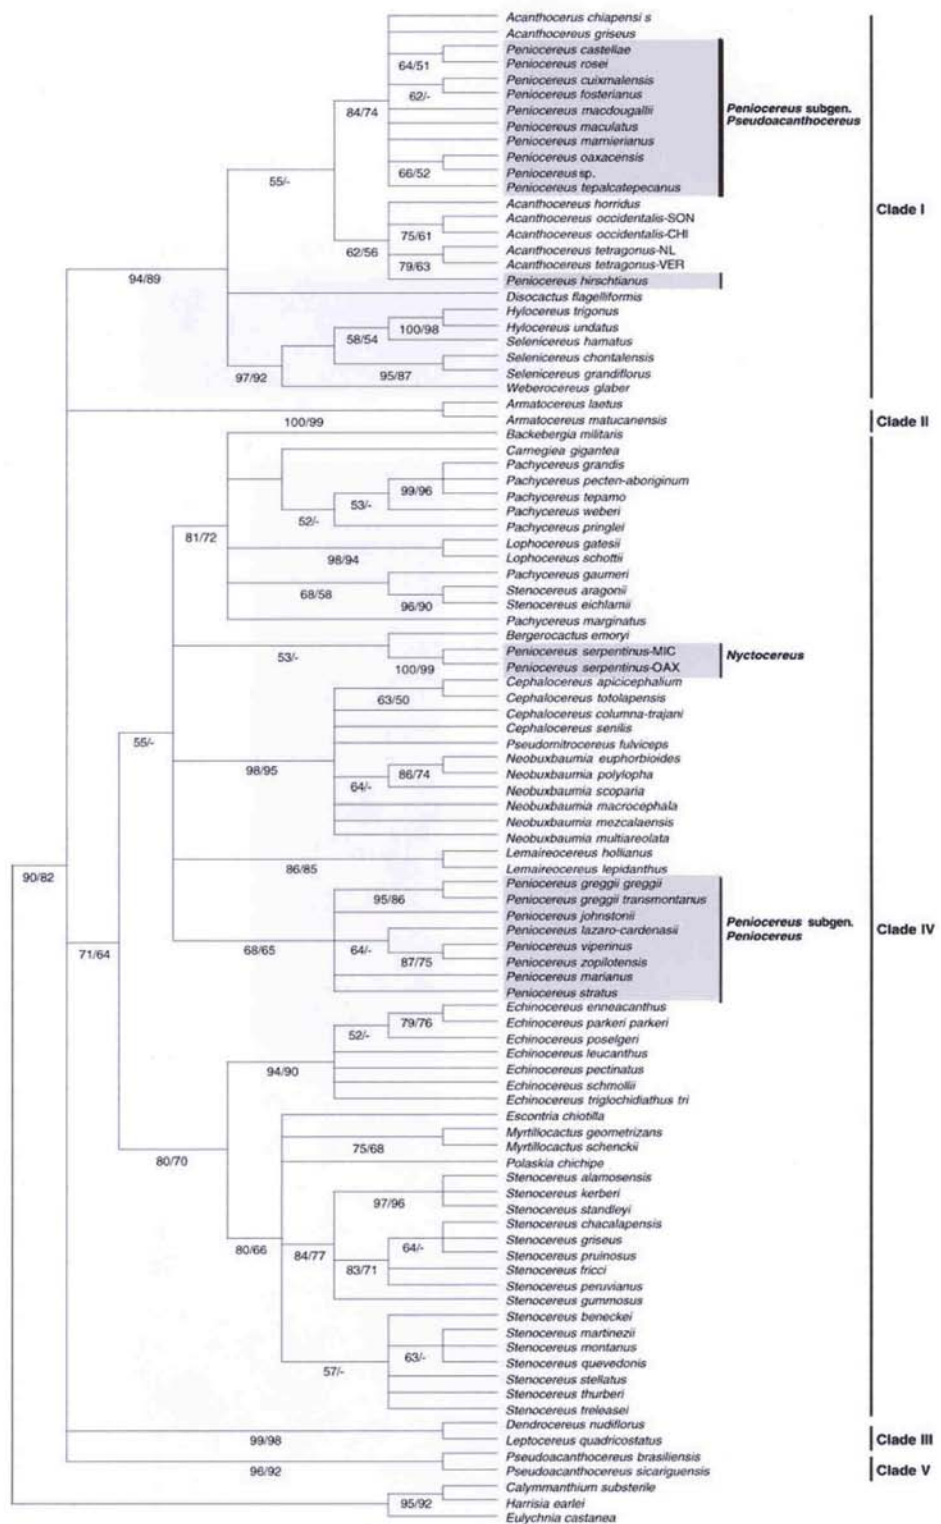 Acanthocerus chiapensi s
Acanthocereus griseus
Peniocereus castellae
64/51
Peniocereus rosei
Peniocereus cuixmalensis
62/-
Peniocereus fosterianus
84/74
Peniocereus macdougallii
Peniocereus subgen.
Pseudoacanthocereus
Peniocereus maculatus
Peniocereus marnierianus
Peniocereus oaxacensis
66/52
Peniocereus sp.
55/-
Peniocereus tepalcatepecanus
Acanthocereus horridus
Clade I
Acanthocereus occidentalis-SON
75/61
Acanthocereus occidentalis-CHI
62/56
Acanthocereus tetragonus-NL
79/63
Acanthocereus tetragonus-VER
94/89
Peniocereus hirschtianus
Disocactus flagelliformis
Hylocereus trigonus
100/98
Hylocereus undatus
58/54
Selenicereus hamatus
Selenicereus chontalensis
97/92
95/87
Selenicereus grandiflorus
Weberocereus glaber
Armatocereus laetus
100/99
Armatocereus matucanensis
Clade II
Backebergia militaris
Carnegiea gigantea
Pachycereus grandis
99/96
Pachycereus pecten-aboriginum
53/-
Pachycereus tepamo
52/-
Pachycereus weberi
81/72
Pachycereus pringlei
Lophocereus gatesii
98/94
Lophocereus schottii
Pachycereus gaumeri
68/58
Stenocereus aragonii
96/90
Stenocereus eichlamii
Pachycereus marginatus
Bergerocactus emoryi
53/-
Peniocereus serpentinus-MIC
Nyctocereus
100/99
Peniocereus serpentinus-OAX
Cephalocereus apicicephalium
63/50
Cephalocereus totolapensis
Cephalocereus columna-trajani
Cephalocereus senilis
55/-
Pseudomitrocereus fulviceps
98/95
Neobuxbaumia euphorbioides
86/74
Neobuxbaumia polylopha
64/-
Neobuxbaumia scoparia
Neobuxbaumia macrocephala
Neobuxbaumia mezcalaensis
Neobuxbaumia multiareolata
Lemaireocereus hollianus
86/85
Lemaireocereus lepidanthus
90/82
Peniocereus greggii greggii
95/86
Peniocereus greggii transmontanus
Peniocereus johnstonii
Peniocereus subgen.
Peniocereus
Clade IV
Peniocereus lazaro-cardenasii
71/64
68/65
64/-
Peniocereus viperinus
87/75
Peniocereus zopilotensis
Peniocereus marianus
Peniocereus stratus
Echinocereus enneacanthus
79/76
Echinocereus parkeri parkeri
52/-
Echinocereus poselgeri
Echinocereus leucanthus
94/90
Echinocereus pectinatus
Echinocereus schmollii
Echinocereus triglochidiathus tri
Escontria chiotilla
Myrtillocactus geometrizans
75/68
Myrtillocactus schenckii
80/70
Polaskia chichipe
Stenocereus alamosensis
Stenocereus kerberi
97/96
Stenocereus standleyi
Stenocereus chacalapensis
Stenocereus griseus
80/66
84/77
64/-
Stenocereus pruinosus
83/71
Stenocereus fricci
Stenocereus peruvianus
Stenocereus gummosus
Stenocereus beneckei
Stenocereus martinezii
Stenocereus montanus
57/-
63/-
Stenocereus quevedonis
Stenocereus stellatus
Stenocereus thurberi
Stenocereus treleasei
Dendrocereus nudiflorus
99/98
Leptocereus quadricostatus
Clade III
Pseudoacanthocereus brasiliensis
96/92
Pseudoacanthocereus sicariguensis
Clade V
Calymmanthium substerile
95/92
Harrisia earlei
Eulychnia castanea